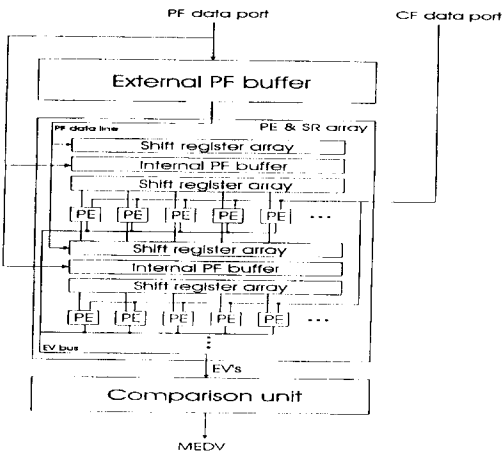 PF data port
CF data port
External PF buffer
PF data line
PE & SR array
Shift register array
Internal PF buffer
Shift register array
PE PE PE PE PE ...
Shift register array
Internal PF buffer
Shift register array
PE PE PE PE PE ...
EV bus
EV's
Comparison unit
MEDV